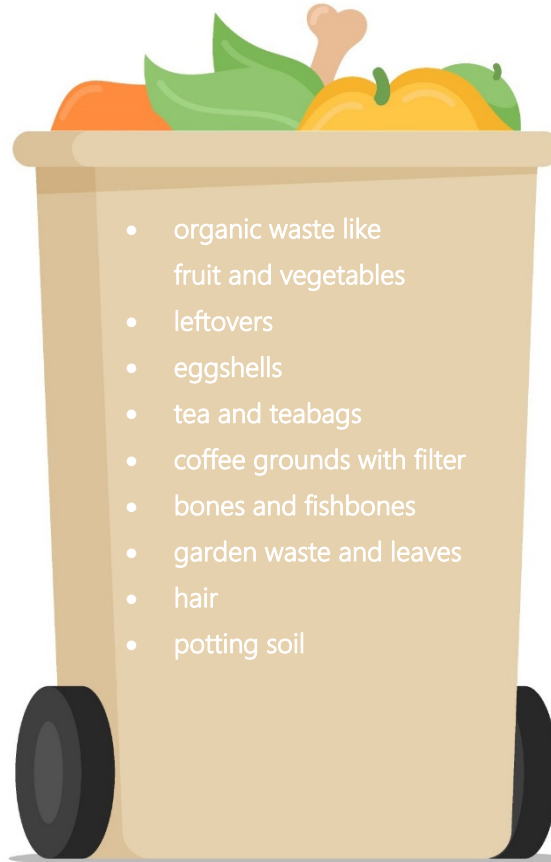 • organic waste like
fruit and vegetables
• leftovers
• eggshells
• tea and teabags
• coffee grounds with filter
• bones and fishbones
• garden waste and leaves
• hair
• potting soil